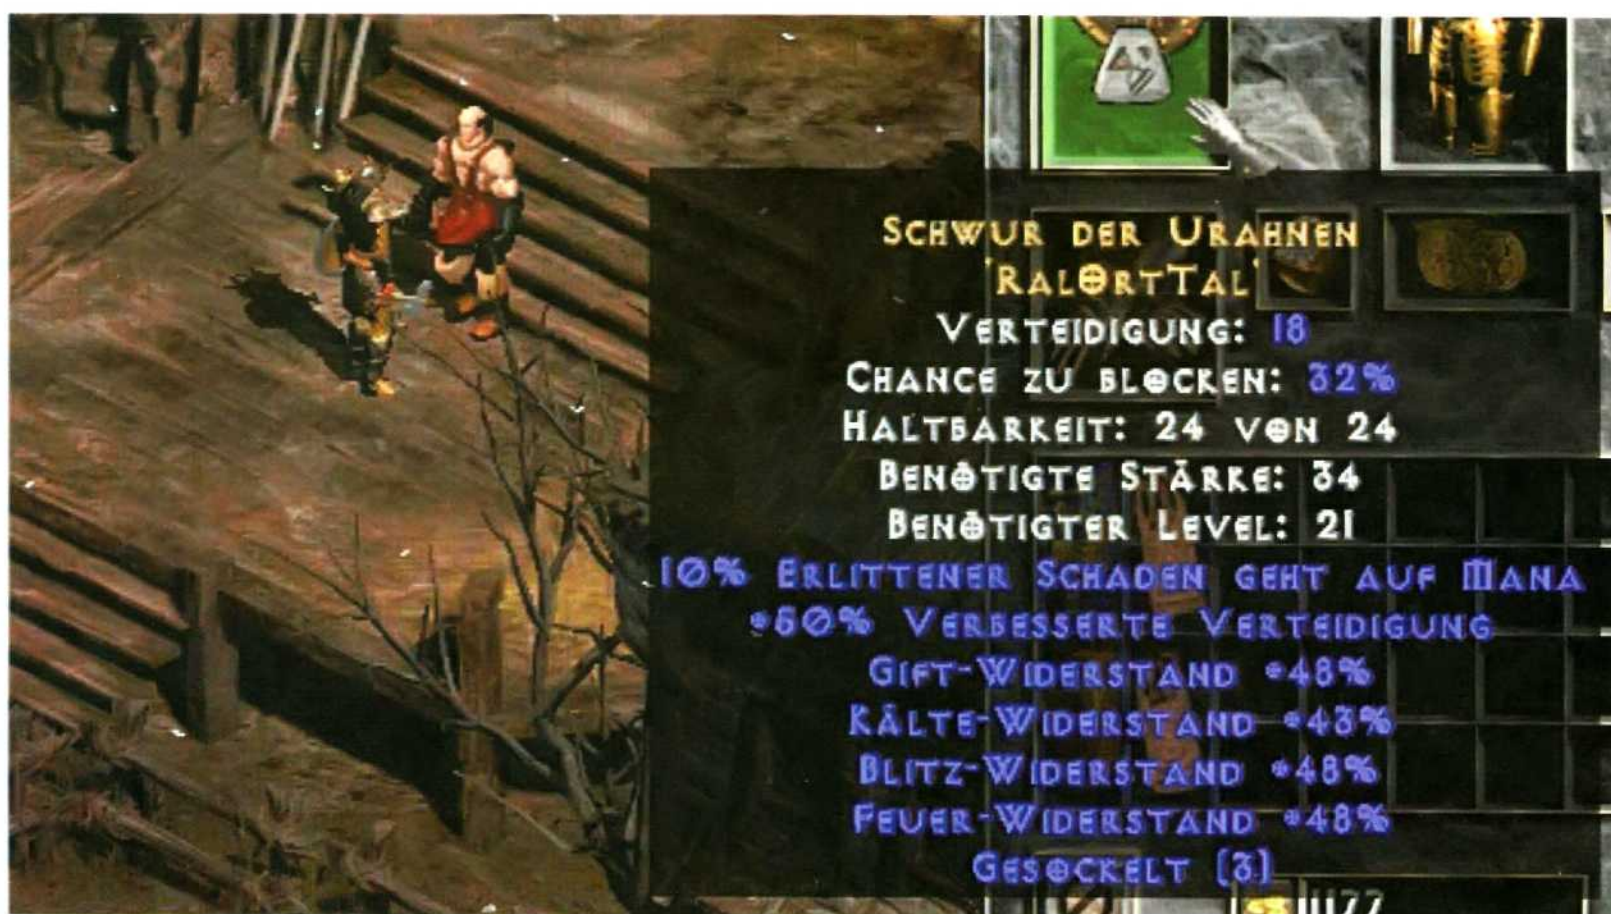 Schwur der Urahnen
'RalOrtTal'
Verteidigung: 18
Chance zu blocken: 32%
Haltbarkeit: 24 von 24
Benötigte Stärke: 34
Benötigter Level: 21
10% Erlittener Schaden geht auf Mana
+50% Verbesserte Verteidigung
Gift-Widerstand +48%
Kälte-Widerstand +43%
Blitz-Widerstand +48%
Feuer-Widerstand +48%
Gesockelt (3)
1177